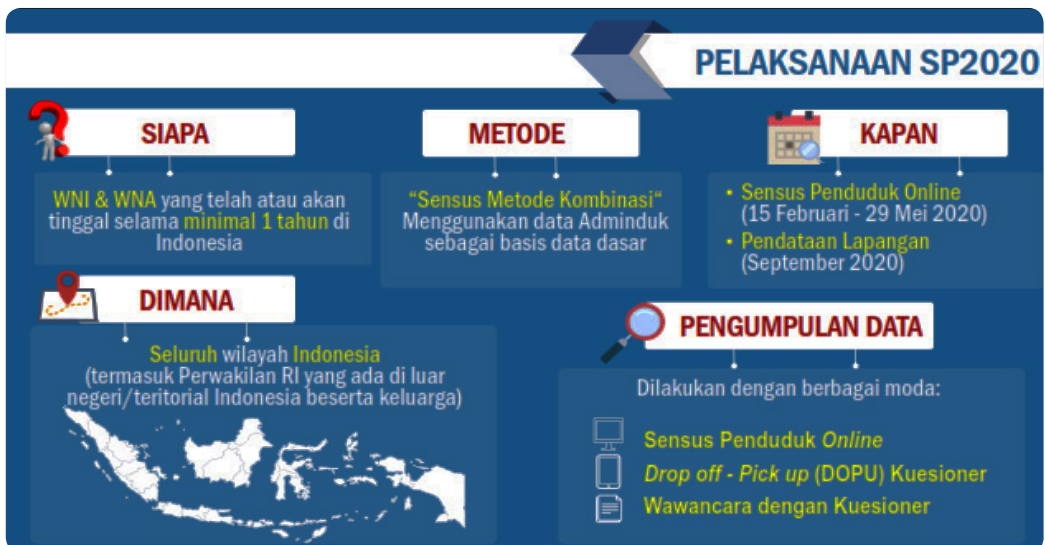 PELAKSANAAN SP2020
SIAPA
WNI & WNA yang telah atau akan
tinggal selama minimal 1 tahun di
Indonesia
METODE
“Sensus Metode Kombinasi“
Menggunakan data Adminduk
sebagai basis data dasar
KAPAN
• Sensus Penduduk Online
(15 Februari - 29 Mei 2020)
• Pendataan Lapangan
(September 2020)
DIMANA
Seluruh wilayah Indonesia
(termasuk Perwakilan RI yang ada di luar
negeri/teritorial Indonesia beserta keluarga)
PENGUMPULAN DATA
Dilakukan dengan berbagai moda:
Sensus Penduduk Online
Drop off - Pick up (DOPU) Kuesioner
Wawancara dengan Kuesioner